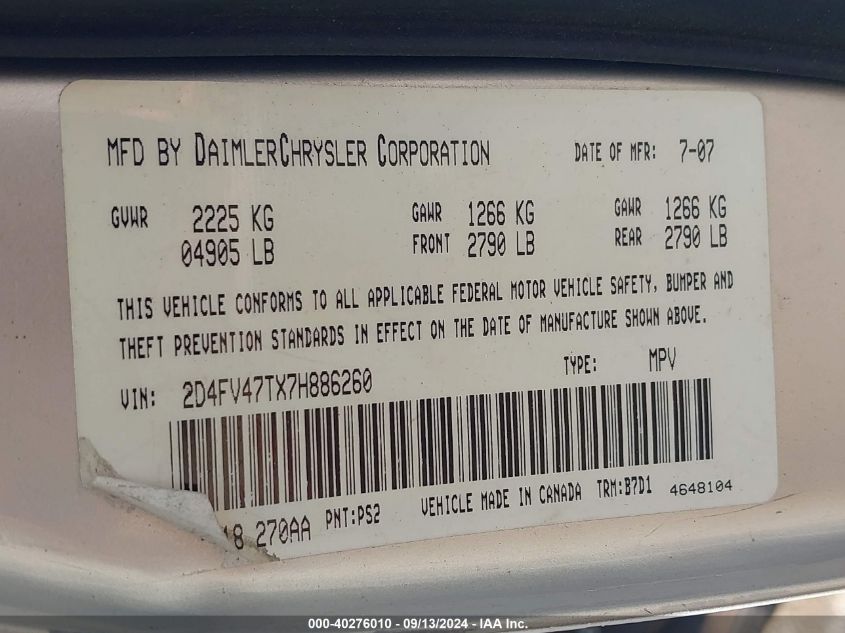 MFD BY DAIMLERCHRYSLER CORPORATION DATE OF MFR: 7-07
GVWR 2225 KG GAWR 1266 KG GAWR 1266 KG
04905 LB FRONT 2790 LB REAR 2790 LB
THIS VEHICLE CONFORMS TO ALL APPLICABLE FEDERAL MOTOR VEHICLE SAFETY, BUMPER AND
THEFT PREVENTION STANDARDS IN EFFECT ON THE DATE OF MANUFACTURE SHOWN ABOVE.
VIN: 2D4FV47TX7H886260 TYPE: MPV
18 270AA PNT:PS2 VEHICLE MADE IN CANADA TRM:B7D1 4648104
000-40276010 - 09/13/2024 - IAA Inc.